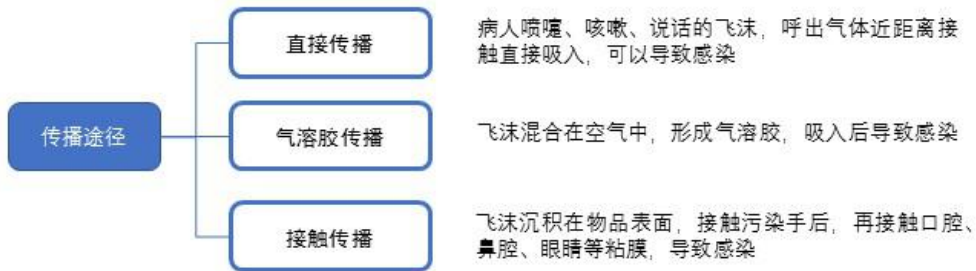 传播途径
直接传播
病人喷嚏、咳嗽、说话的飞沫，呼出气体近距离接
触直接吸入，可以导致感染
气溶胶传播
飞沫混合在空气中，形成气溶胶，吸入后导致感染
接触传播
飞沫沉积在物品表面，接触污染手后，再接触口腔、
鼻腔、眼睛等粘膜，导致感染